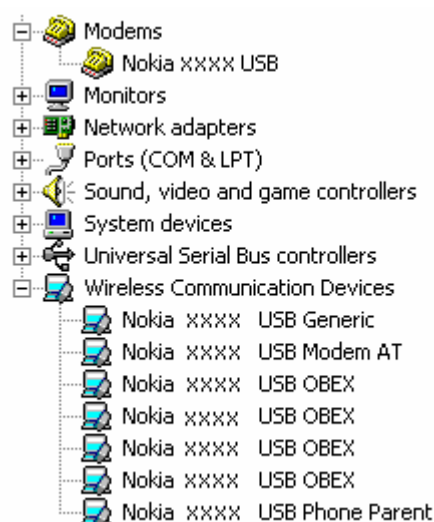 Modems
Nokia xxxx USB
Monitors
Network adapters
Ports (COM & LPT)
Sound, video and game controllers
System devices
Universal Serial Bus controllers
Wireless Communication Devices
Nokia xxxx USB Generic
Nokia xxxx USB Modem AT
Nokia xxxx USB OBEX
Nokia xxxx USB OBEX
Nokia xxxx USB OBEX
Nokia xxxx USB OBEX
Nokia xxxx USB Phone Parent